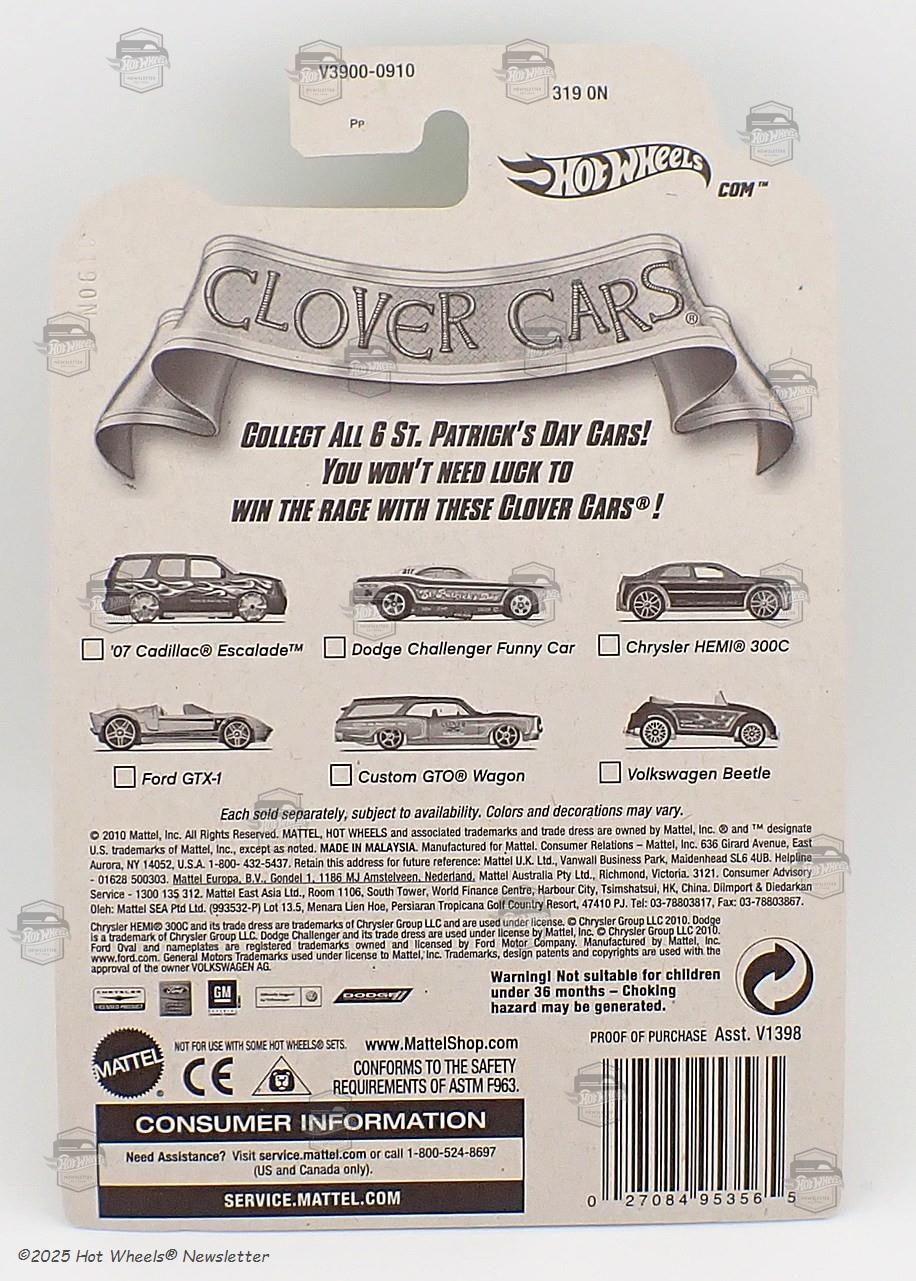 V3900-0910
319 0N
Pp
HOT WHEELS
COM™
1190N
CLOVER CARS®
COLLECT ALL 6 ST. PATRICK'S DAY CARS!
YOU WON'T NEED LUCK TO
WIN THE RACE WITH THESE CLOVER CARS®!
'07 Cadillac® Escalade™
Dodge Challenger Funny Car
Chrysler HEMI® 300C
Ford GTX-1
Custom GTO® Wagon
Volkswagen Beetle
Each sold separately, subject to availability. Colors and decorations may vary.
© 2010 Mattel, Inc. All Rights Reserved. MATTEL, HOT WHEELS and associated trademarks and trade dress are owned by Mattel, Inc. ® and ™ designate
U.S. trademarks of Mattel, Inc., except as noted. MADE IN MALAYSIA. Manufactured for Mattel. Consumer Relations – Mattel, Inc. 636 Girard Avenue, East
Aurora, NY 14052, U.S.A. 1-800- 432-5437. Retain this address for future reference: Mattel U.K. Ltd., Vanwall Business Park, Maidenhead SL6 4UB. Helpline
- 01628 500303. Mattel Europa, B.V., Gondel 1, 1186 MJ Amstelveen, Nederland. Mattel Australia Pty Ltd., Richmond, Victoria. 3121. Consumer Advisory
Service - 1300 135 312. Mattel East Asia Ltd., Room 1106, South Tower, World Finance Centre, Harbour City, Tsimshatsui, HK, China. Diimport & Diedarkan
Oleh: Mattel SEA Ptd Ltd. (993532-P) Lot 13.5, Menara Lien Hoe, Persiaran Tropicana Golf Country Resort, 47410 PJ. Tel: 03-78803817, Fax: 03-78803867.
Chrysler HEMI® 300C and its trade dress are trademarks of Chrysler Group LLC and are used under license. © Chrysler Group LLC 2010. Dodge
is a trademark of Chrysler Group LLC. Dodge Challenger and its trade dress are used under license by Mattel, Inc. © Chrysler Group LLC 2010.
Ford Oval and nameplates are registered trademarks owned and licensed by Ford Motor Company. Manufactured by Mattel, Inc.
www.ford.com. General Motors Trademarks used under license to Mattel, Inc. Trademarks, design patents and copyrights are used with the
approval of the owner VOLKSWAGEN AG.
Warning! Not suitable for children
under 36 months – Choking
hazard may be generated.
CHRYSLER
LICENSED PRODUCT
Ford
GM
DODGE
PROOF OF PURCHASE Asst. V1398
MATTEL
NOT FOR USE WITH SOME HOT WHEELS® SETS.
www.MattelShop.com
CE
CONFORMS TO THE SAFETY
REQUIREMENTS OF ASTM F963.
CONSUMER INFORMATION
Need Assistance? Visit service.mattel.com or call 1-800-524-8697
(US and Canada only).
SERVICE.MATTEL.COM
0 27084 95356 5
©2025 Hot Wheels® Newsletter